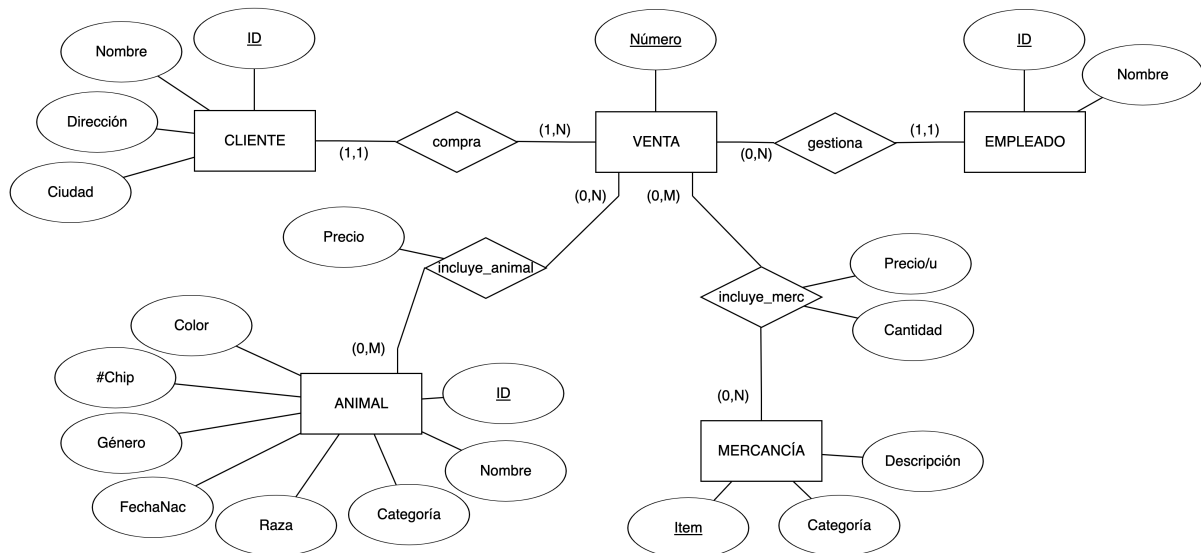 ID
Número
ID
Nombre
Nombre
Dirección
CLIENTE
(1,1)
compra
(1,N)
VENTA
(0,N)
gestiona
(1,1)
EMPLEADO
Ciudad
(0,N)
(0,M)
Precio
incluye_animal
Precio/u
incluye_merc
Cantidad
Color
(0,M)
#Chip
ID
ANIMAL
(0,N)
Género
Nombre
MERCANCÍA
Descripción
FechaNac
Raza
Categoría
Item
Categoría